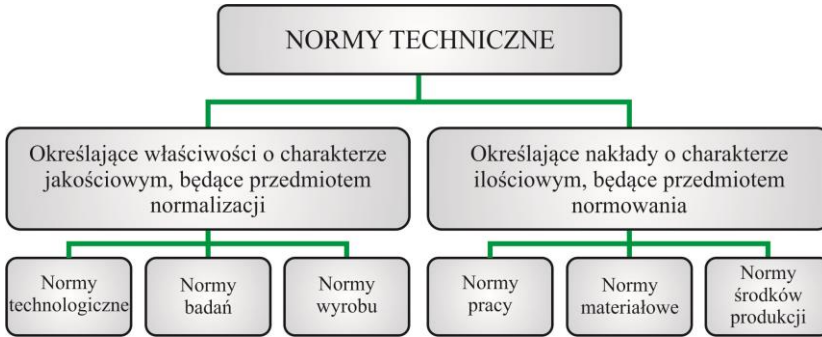 NORMY TECHNICZNE
Określające właściwości o charakterze
jakościowym, będące przedmiotem
normalizacji
Określające nakłady o charakterze
ilościowym, będące przedmiotem
normowania
Normy
technologiczne
Normy
badań
Normy
wyrobu
Normy
pracy
Normy
materiałowe
Normy
środków
produkcji